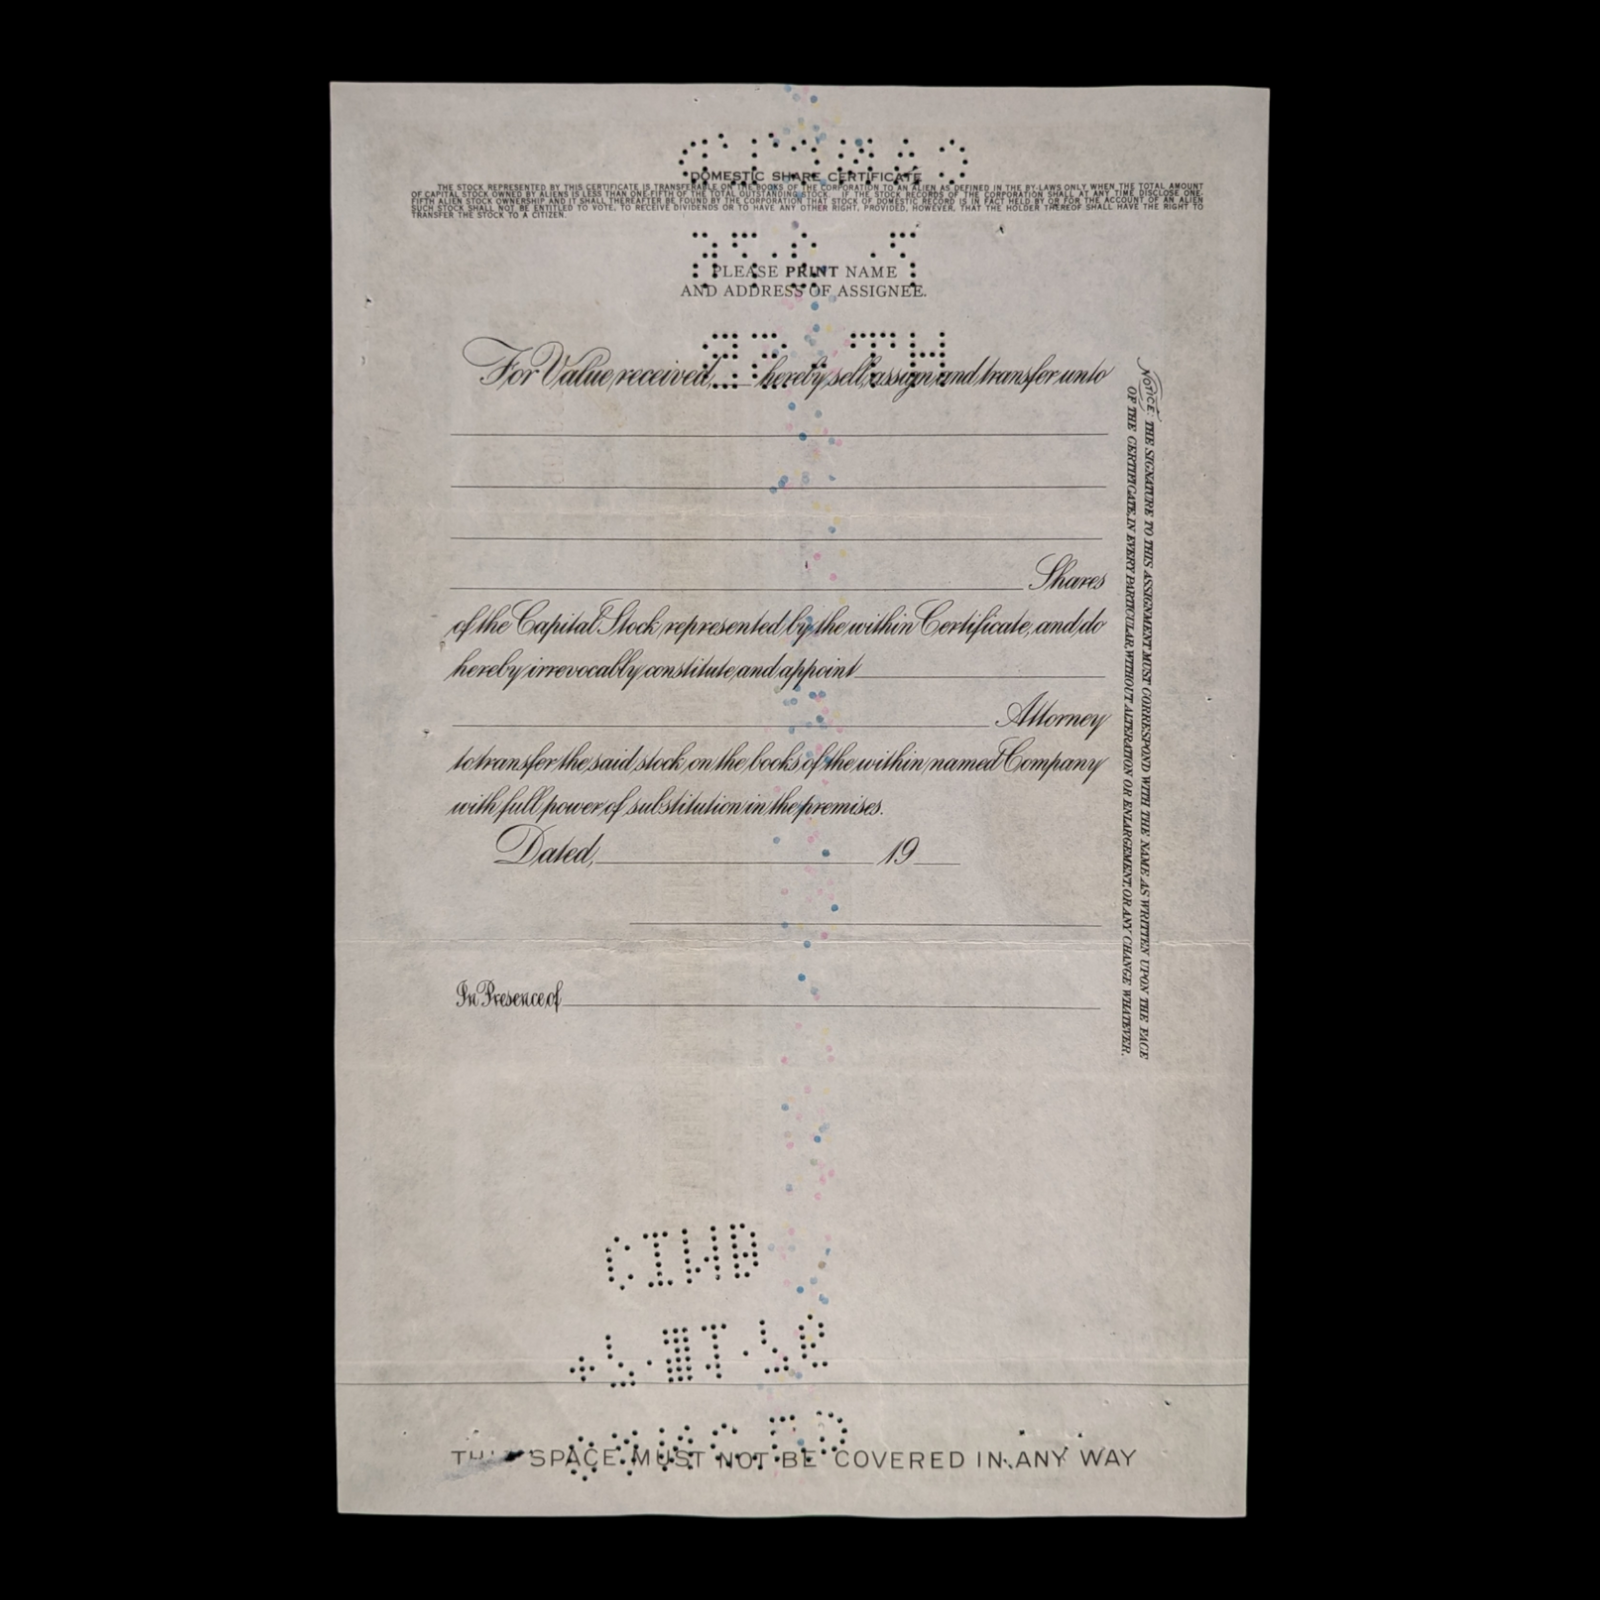 DOMESTIC SHARE CERTIFICATE
THE STOCK REPRESENTED BY THIS CERTIFICATE IS TRANSFERABLE ON THE BOOKS OF THE CORPORATION TO AN ALIEN AS DEFINED IN THE BY-LAWS ONLY WHEN THE TOTAL AMOUNT
OF CAPITAL STOCK OWNED BY ALIENS IS LESS THAN ONE-FIFTH OF THE TOTAL OUTSTANDING STOCK. IF THE STOCK RECORDS OF THE CORPORATION SHALL AT ANY TIME DISCLOSE ONE-
FIFTH ALIEN STOCK OWNERSHIP AND IT SHALL THEREAFTER BE FOUND BY THE CORPORATION THAT STOCK OF DOMESTIC RECORD IS IN FACT HELD BY OR FOR THE ACCOUNT OF AN ALIEN
SUCH STOCK SHALL NOT BE ENTITLED TO VOTE, TO RECEIVE DIVIDENDS OR TO HAVE ANY OTHER RIGHT, PROVIDED, HOWEVER, THAT THE HOLDER THEREOF SHALL HAVE THE RIGHT TO
TRANSFER THE STOCK TO A CITIZEN.
PLEASE PRINT NAME
AND ADDRESS OF ASSIGNEE.
For Value received, hereby sell, assign and transfer unto
Shares
of the Capital Stock represented by the within Certificate, and do
hereby irrevocably constitute and appoint
Attorney
to transfer the said stock on the books of the within named Company
with full power of substitution in the premises.
Dated, 19
In Presence of
NOTICE: THE SIGNATURE TO THIS ASSIGNMENT MUST CORRESPOND WITH THE NAME AS WRITTEN UPON THE FACE
OF THE CERTIFICATE, IN EVERY PARTICULAR, WITHOUT ALTERATION OR ENLARGEMENT, OR ANY CHANGE WHATEVER.
THIS SPACE MUST NOT BE COVERED IN ANY WAY